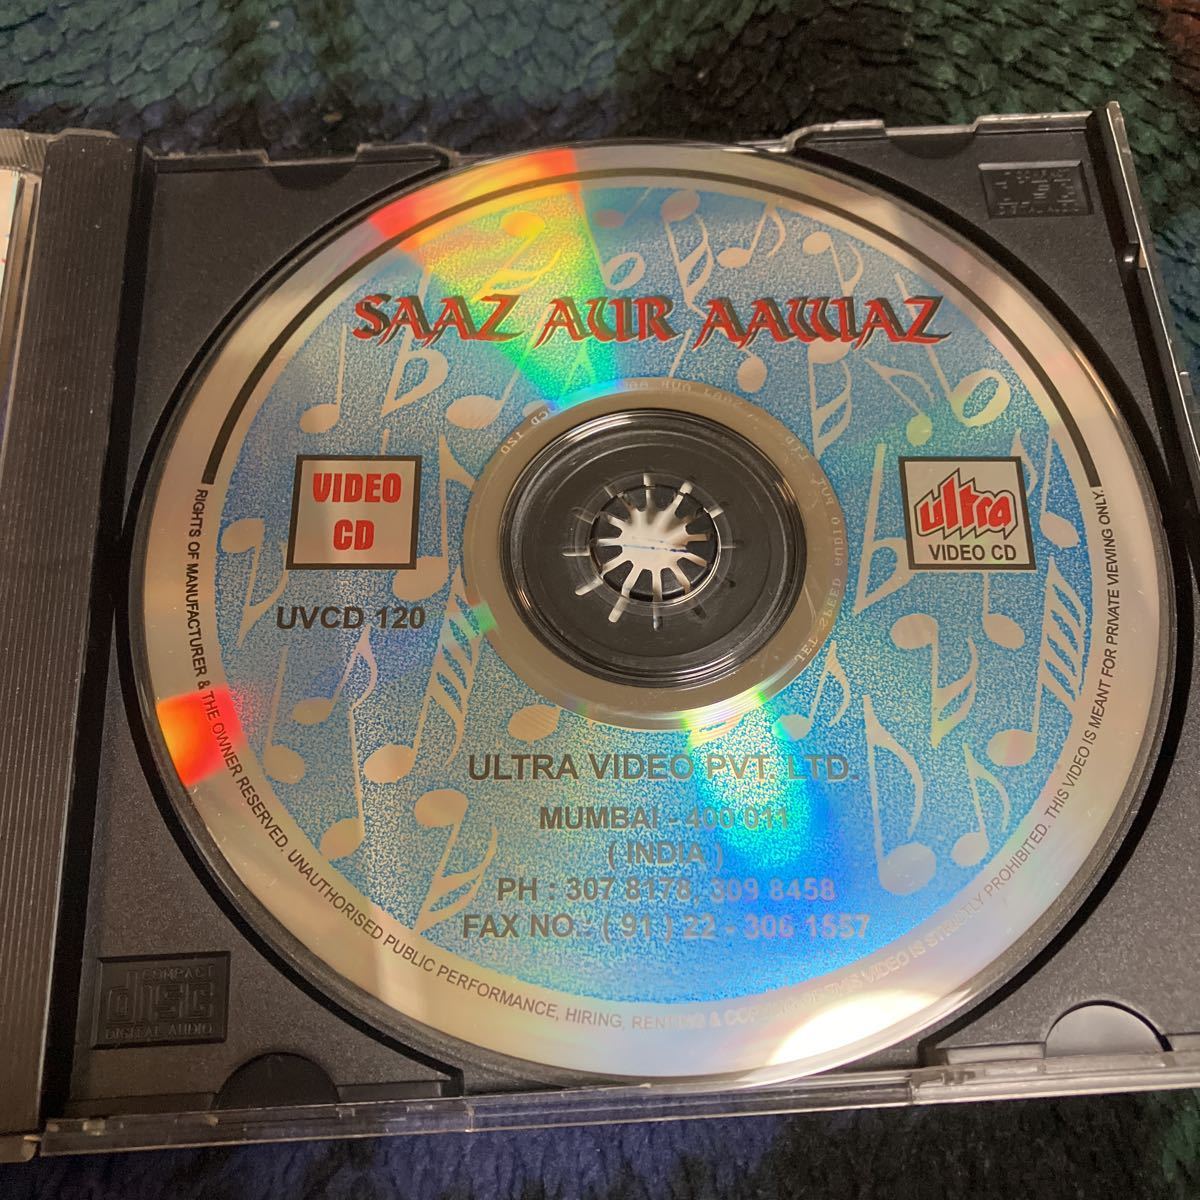 SAAZ AUR AAWAZ
VIDEO
CD
ultra
VIDEO CD
UVCD 120
ULTRA VIDEO PVT. LTD.
MUMBAI - 400 011
( INDIA )
PH : 307 8178, 309 8458
FAX NO. - ( 91 ) 22 - 306 1557
RIGHTS OF MANUFACTURER & THE OWNER RESERVED. UNAUTHORISED PUBLIC PERFORMANCE, HIRING, RENTING & COPYING OF THIS VIDEO IS STRICTLY PROHIBITED. THIS VIDEO IS MEANT FOR PRIVATE VIEWING ONLY.
COMPACT
disc
DIGITAL AUDIO